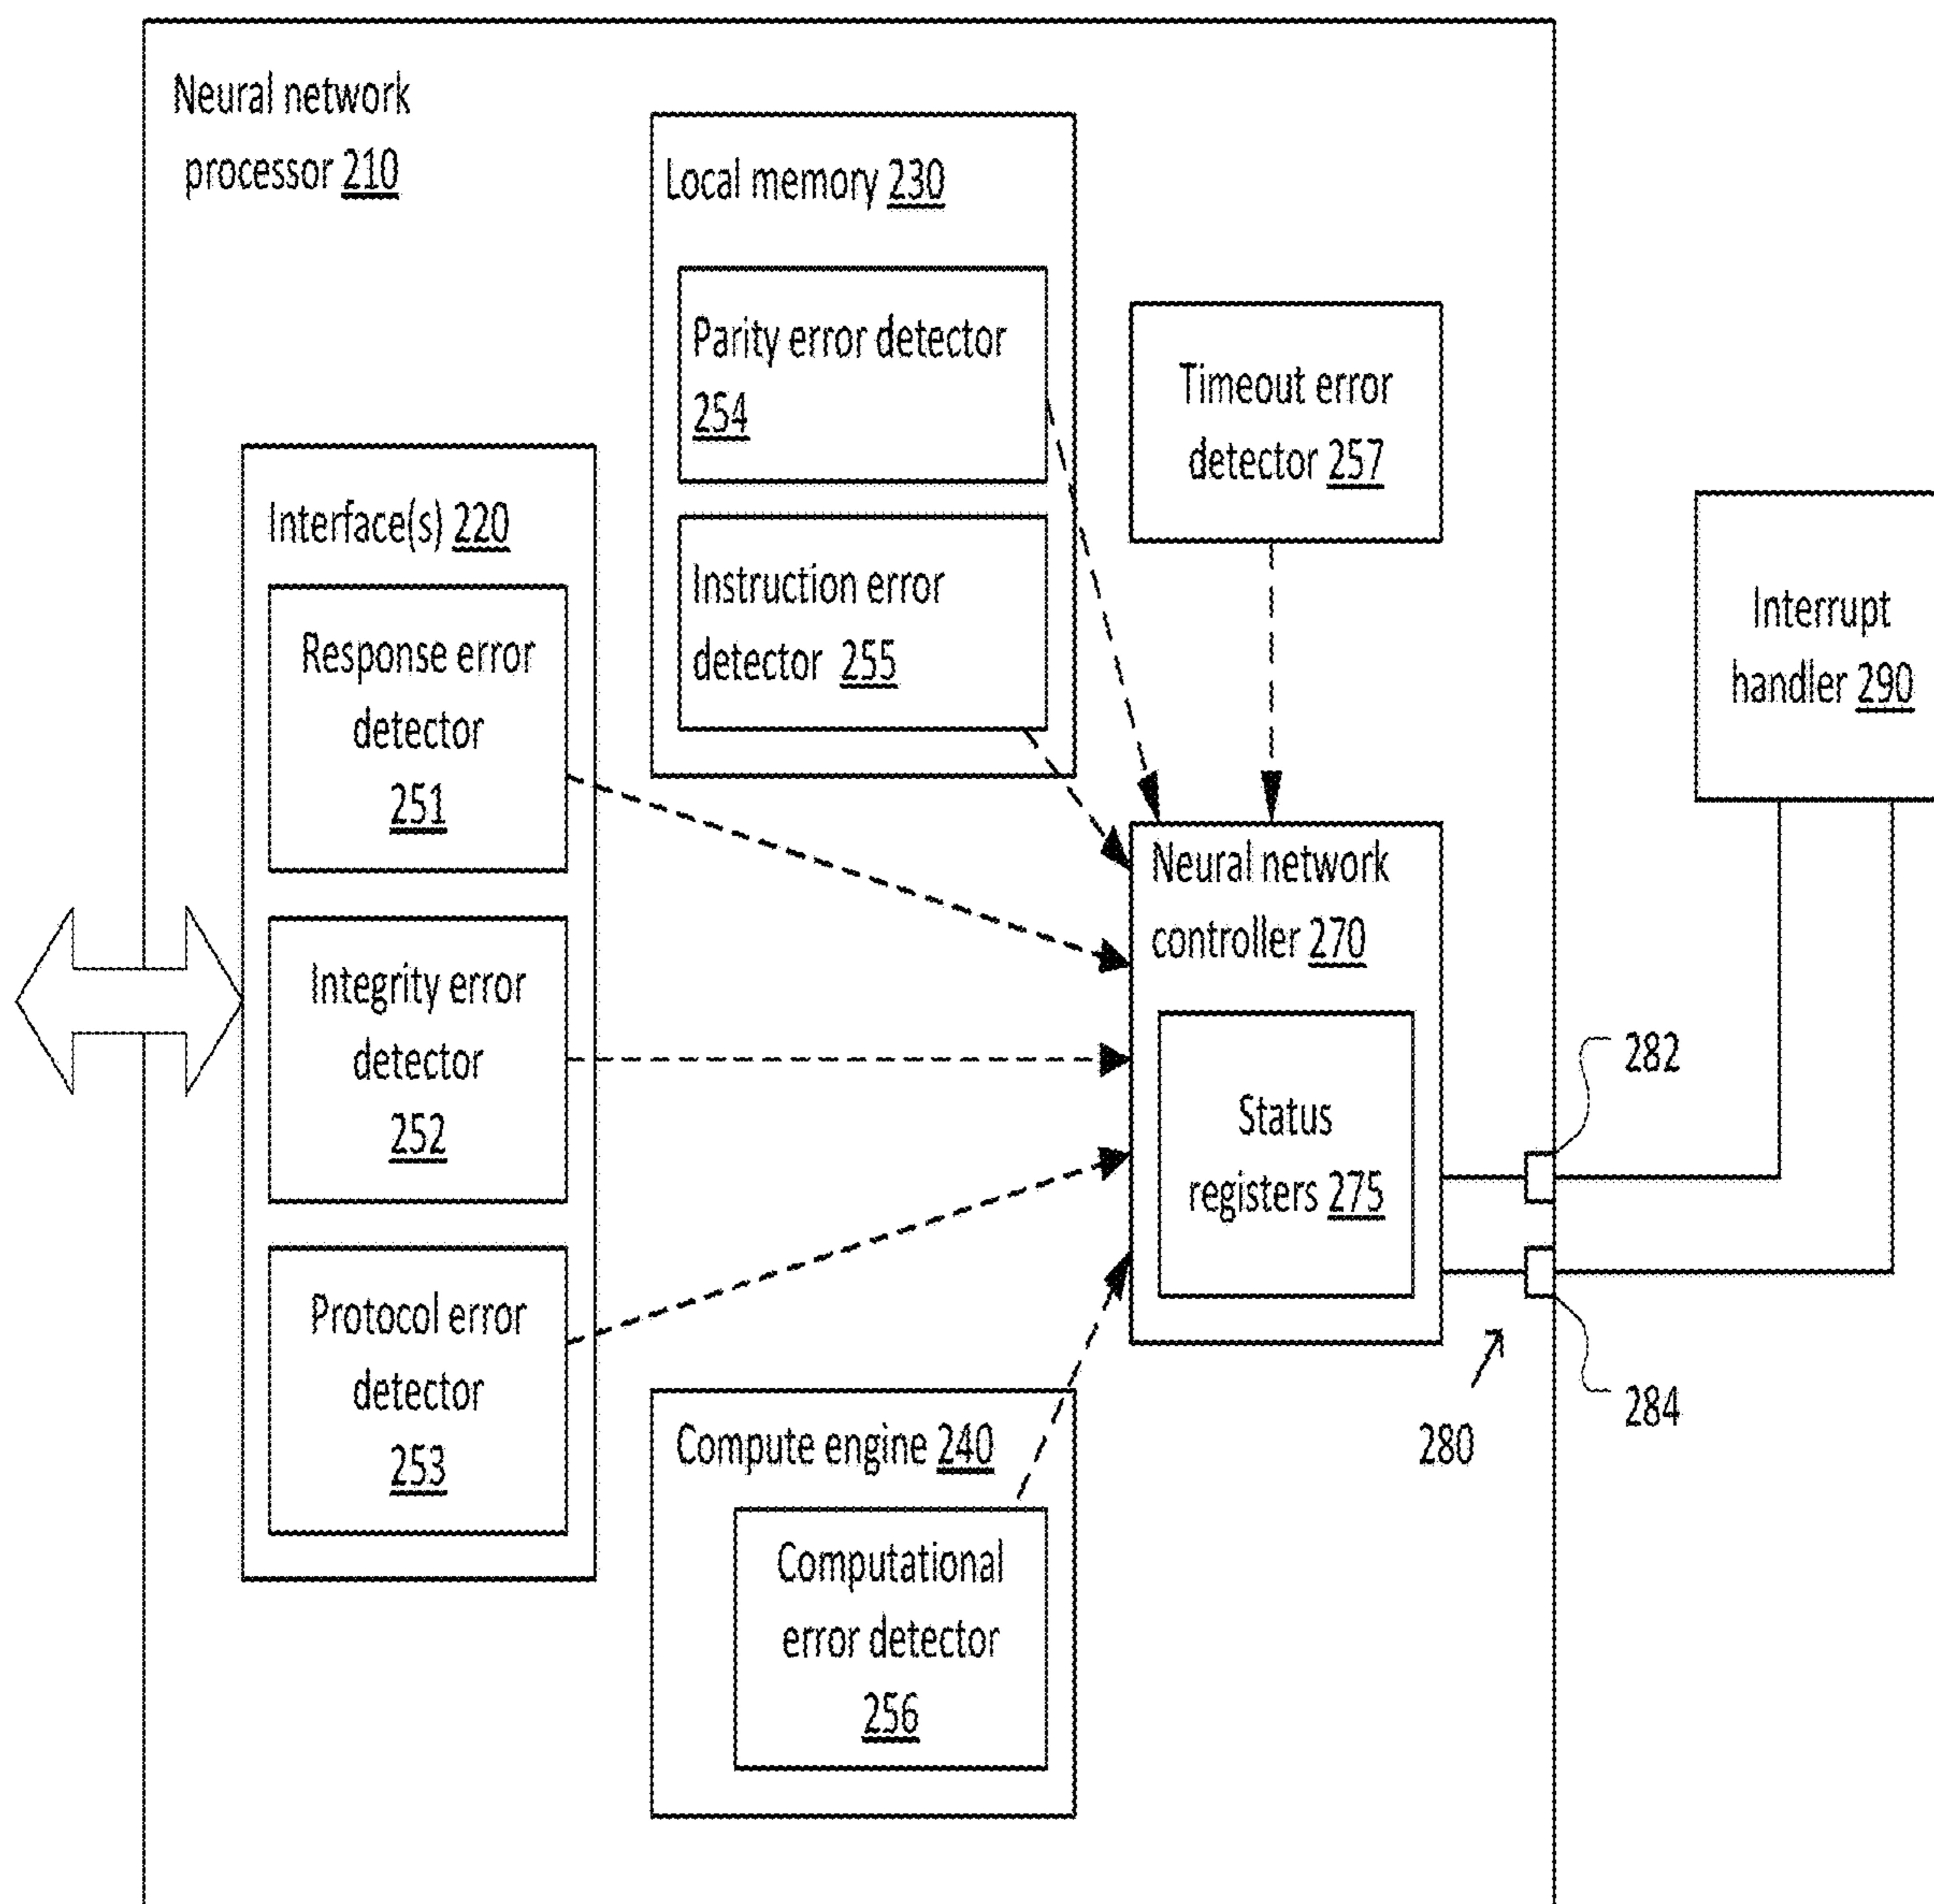 Neural network
processor 210
Local memory 230
Parity error detector
254
Instruction error
detector 255
Timeout error
detector 257
Interface(s) 220
Response error
detector
251
Integrity error
detector
252
Protocol error
detector
253
Neural network
controller 270
Status
registers 275
Compute engine 240
Computational
error detector
256
Interrupt
handler 290
282
284
280